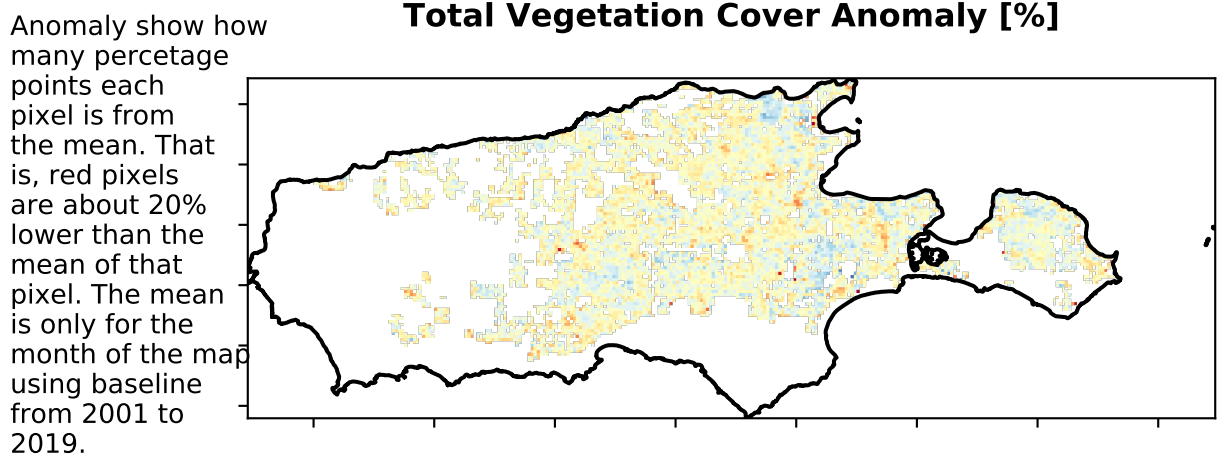 Total Vegetation Cover Anomaly [%]
Anomaly show how
many percetage
points each
pixel is from
the mean. That
is, red pixels
are about 20%
lower than the
mean of that
pixel. The mean
is only for the
month of the map
using baseline
from 2001 to
2019.